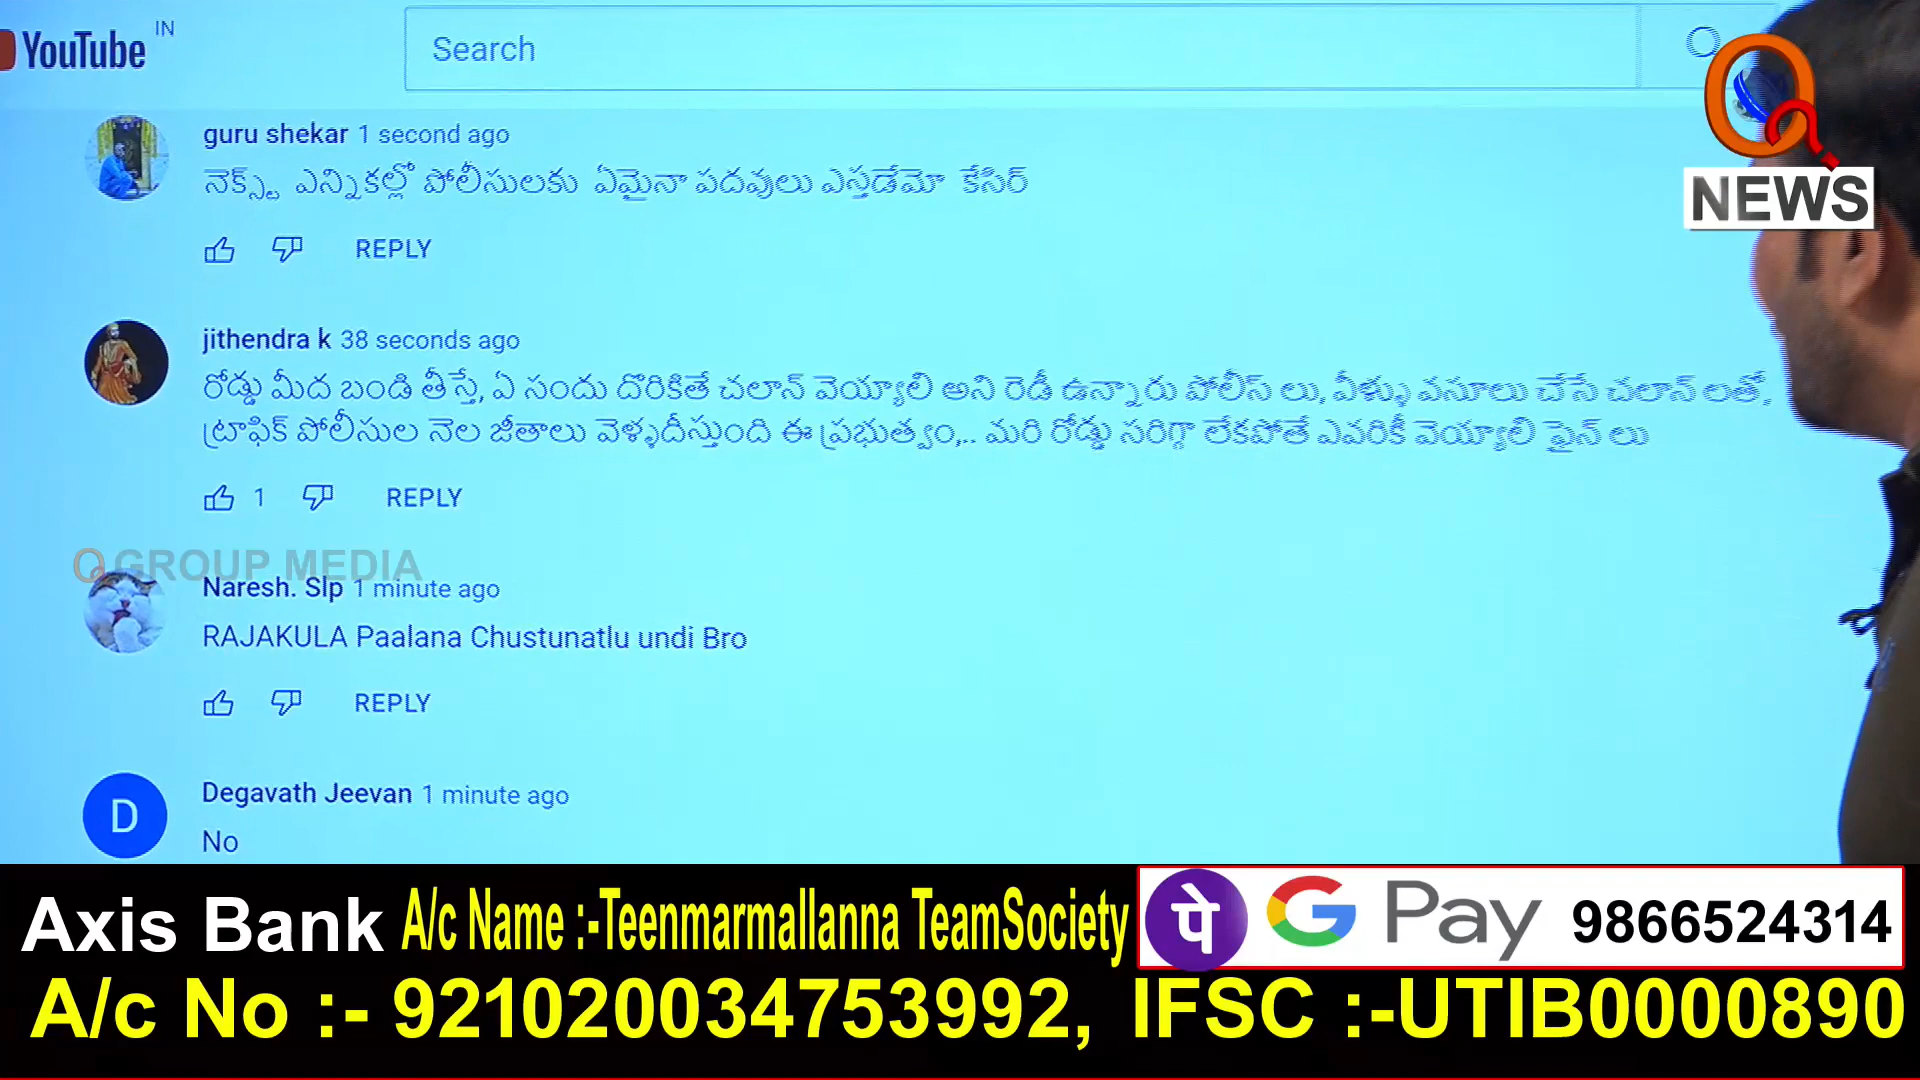 YouTube IN
Search
guru shekar 1 second ago
నెక్స్ట్ ఎన్నికల్లో పోలీసులకు ఏమైనా పదవులు ఎస్తడేమో కేసిర్
REPLY
jithendra k 38 seconds ago
రోడ్డు మీద బండి తీస్తే, ఏ సందు దొరికితే చలాన్ వెయ్యాలి అని రెడీ ఉన్నారు పోలీస్ లు, వీళ్ళు వసూలు చేసే చలాన్ లతో,
ట్రాఫిక్ పోలీసుల నెల జీతాలు వెళ్ళదీస్తుంది ఈ ప్రభుత్వం,.. మరి రోడ్డు సరిగ్గా లేకపోతే ఎవరికీ వెయ్యాలి ఫైన్ లు
1 REPLY
Q GROUP MEDIA
Naresh. Slp 1 minute ago
RAJAKULA Paalana Chustunatlu undi Bro
REPLY
D
Degavath Jeevan 1 minute ago
No
Q NEWS
Axis Bank A/c Name :-Teenmarmallanna TeamSociety पे G Pay 9866524314
A/c No :- 921020034753992, IFSC :-UTIB0000890